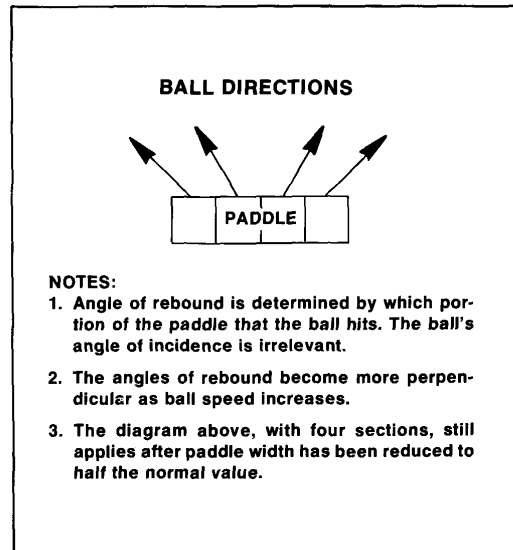 BALL DIRECTIONS
PADDLE
NOTES:
1. Angle of rebound is determined by which por-
tion of the paddle that the ball hits. The ball's
angle of incidence is irrelevant.
2. The angles of rebound become more perpen-
dicular as ball speed increases.
3. The diagram above, with four sections, still
applies after paddle width has been reduced to
half the normal value.